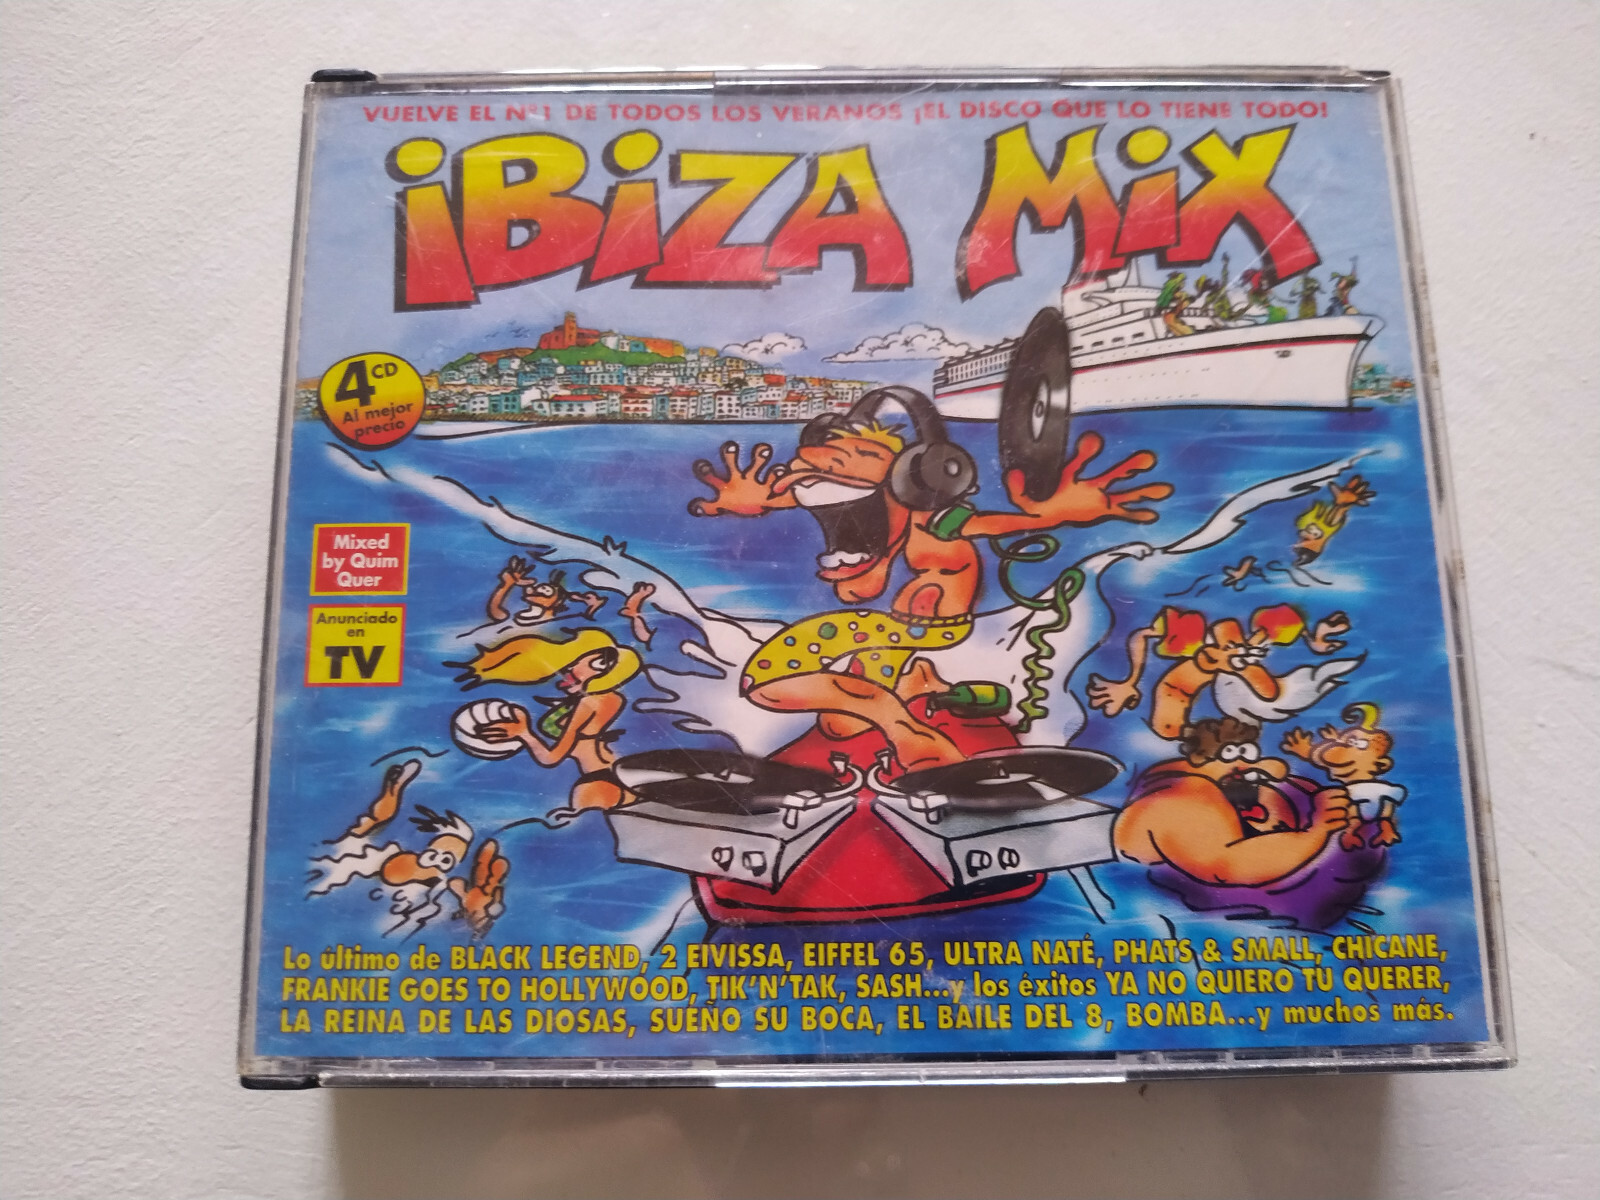 VUELVE EL Nº1 DE TODOS LOS VERANOS ¡EL DISCO QUE LO TIENE TODO!
iBiZA MiX
4 CD
Al mejor
precio
Mixed
by Quim
Quer
Anunciado
en
TV
Lo último de BLACK LEGEND, 2 EIVISSA, EIFFEL 65, ULTRA NATÉ, PHATS & SMALL, CHICANE,
FRANKIE GOES TO HOLLYWOOD, TIK'N'TAK, SASH...y los éxitos YA NO QUIERO TU QUERER,
LA REINA DE LAS DIOSAS, SUEÑO SU BOCA, EL BAILE DEL 8, BOMBA...y muchos más.